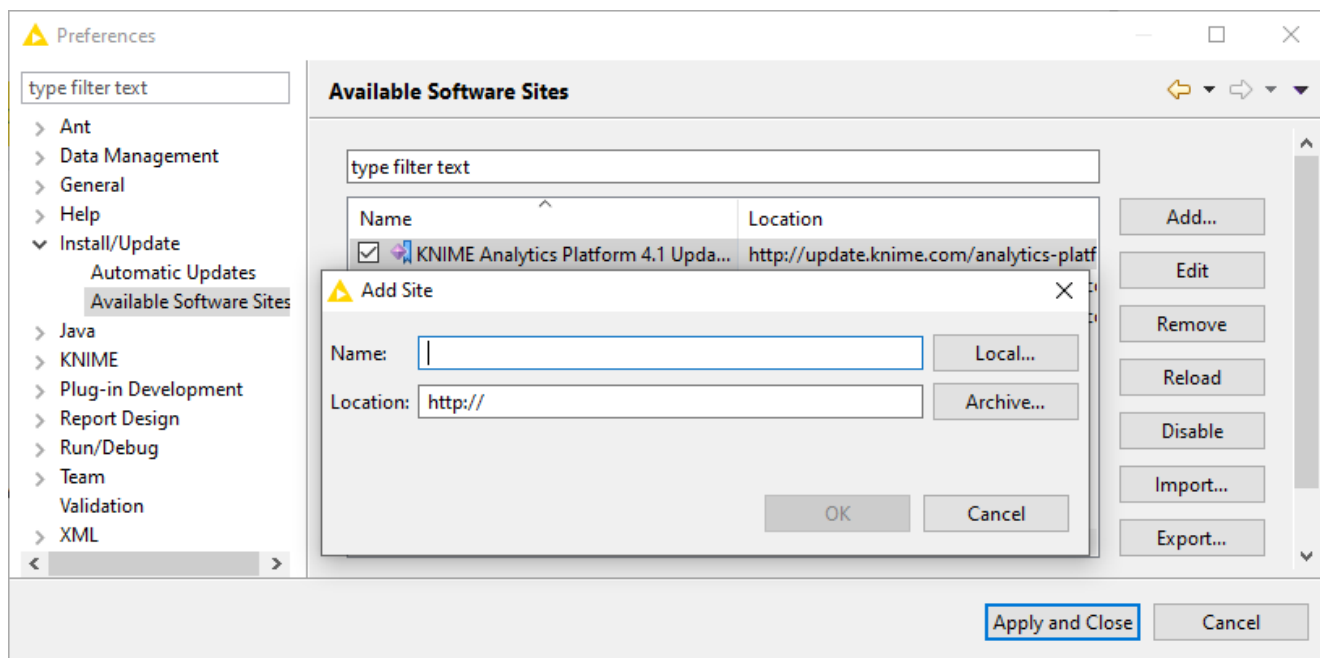 Preferences
type filter text
Ant
Data Management
General
Help
Install/Update
Automatic Updates
Available Software Sites
Java
KNIME
Plug-in Development
Report Design
Run/Debug
Team
Validation
XML
Available Software Sites
type filter text
Name Location
KNIME Analytics Platform 4.1 Upda... http://update.knime.com/analytics-platf
Add...
Edit
Remove
Reload
Disable
Import...
Export...
Add Site
Name: Local...
Location: http:// Archive...
OK Cancel
Apply and Close Cancel